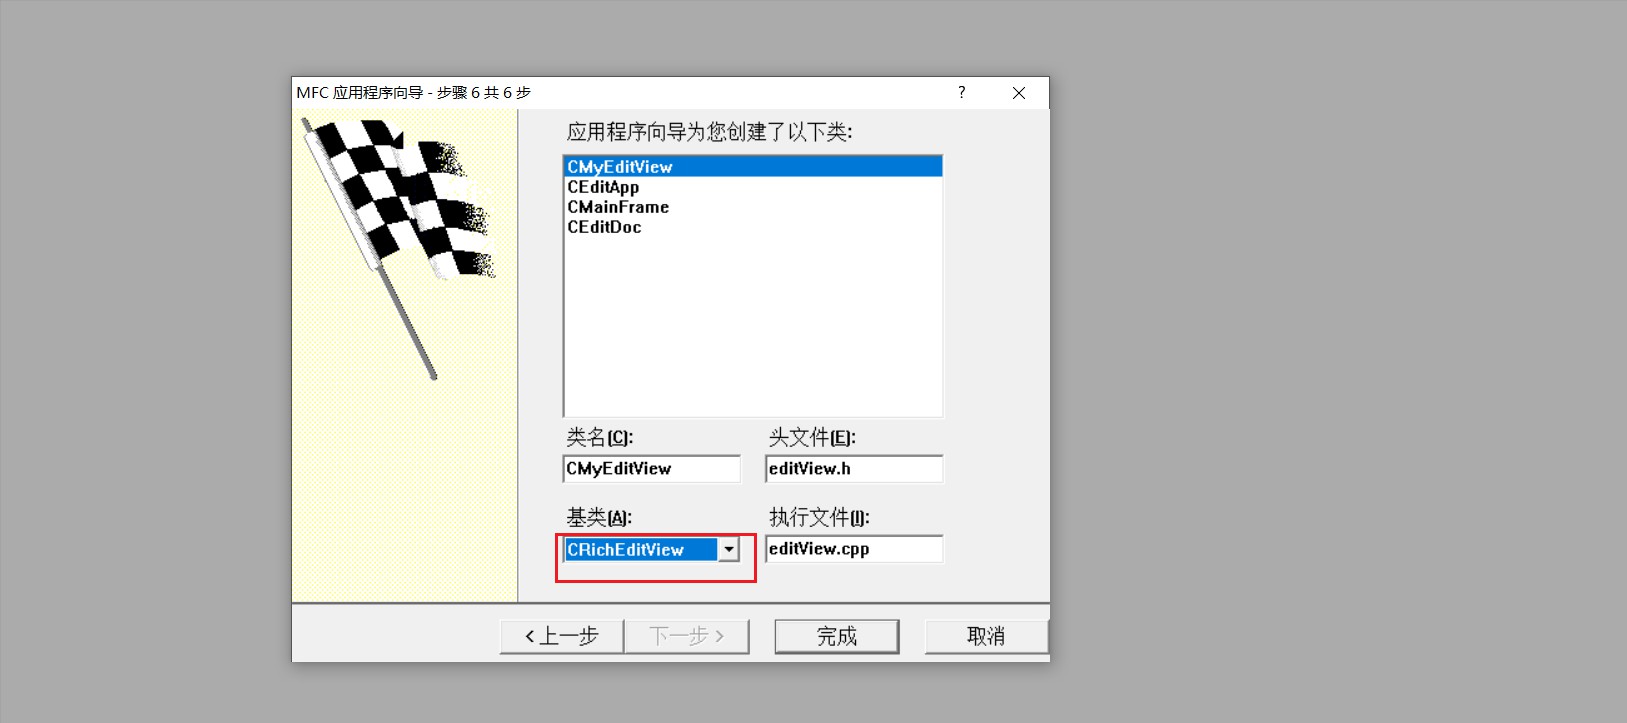 MFC 应用程序向导 - 步骤 6 共 6 步
?
应用程序向导为您创建了以下类:
CMyEditView
CEditApp
CMainFrame
CEditDoc
类名(C): 头文件(E):
CMyEditView editView.h
基类(A): 执行文件(I):
CRichEditView editView.cpp
<上一步 下一步> 完成 取消